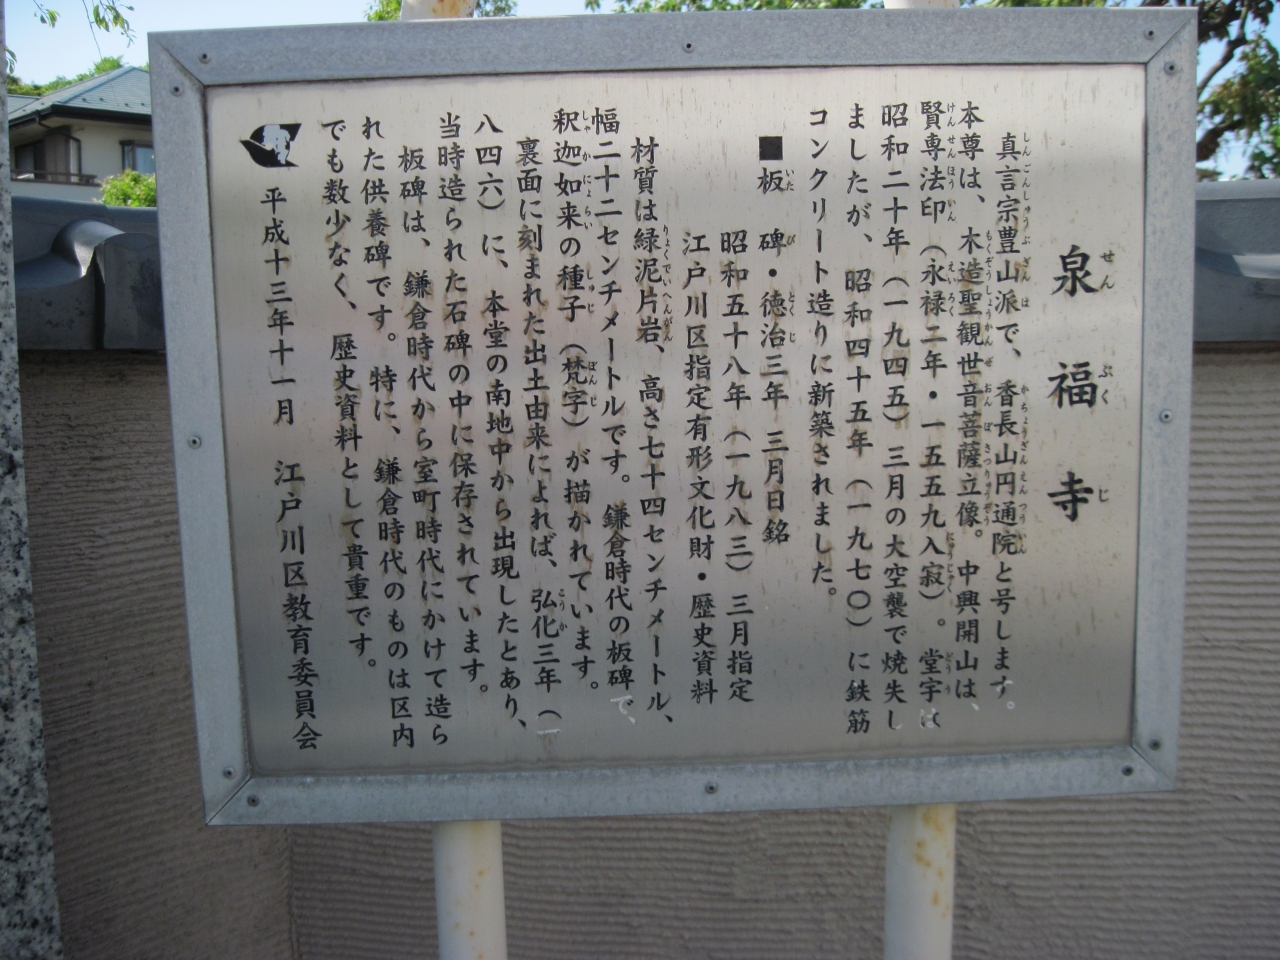 泉福寺
真言宗豊山派で、香長山円通院と号します。
本尊は、木造聖観世音菩薩立像。中興開山は、
賢専法印（永禄二年・一五五九入寂）。堂宇は
昭和二十年（一九四五）三月の大空襲で焼失し
ましたが、昭和四十五年（一九七〇）に鉄筋
コンクリート造りに新築されました。
■板碑・徳治三年三月日銘
昭和五十八年（一九八三）三月指定
江戸川区指定有形文化財・歴史資料
材質は緑泥片岩、高さ七十四センチメートル、
幅二十二センチメートルです。鎌倉時代の板碑で、
釈迦如来の種子（梵字）が描かれています。
裏面に刻まれた出土由来によれば、弘化三年（一
八四六）に、本堂の南地中から出現したとあり、
当時造られた石碑の中に保存されています。
板碑は、鎌倉時代から室町時代にかけて造ら
れた供養碑です。特に、鎌倉時代のものは区内
でも数少なく、歴史資料として貴重です。
平成十三年十一月　江戸川区教育委員会